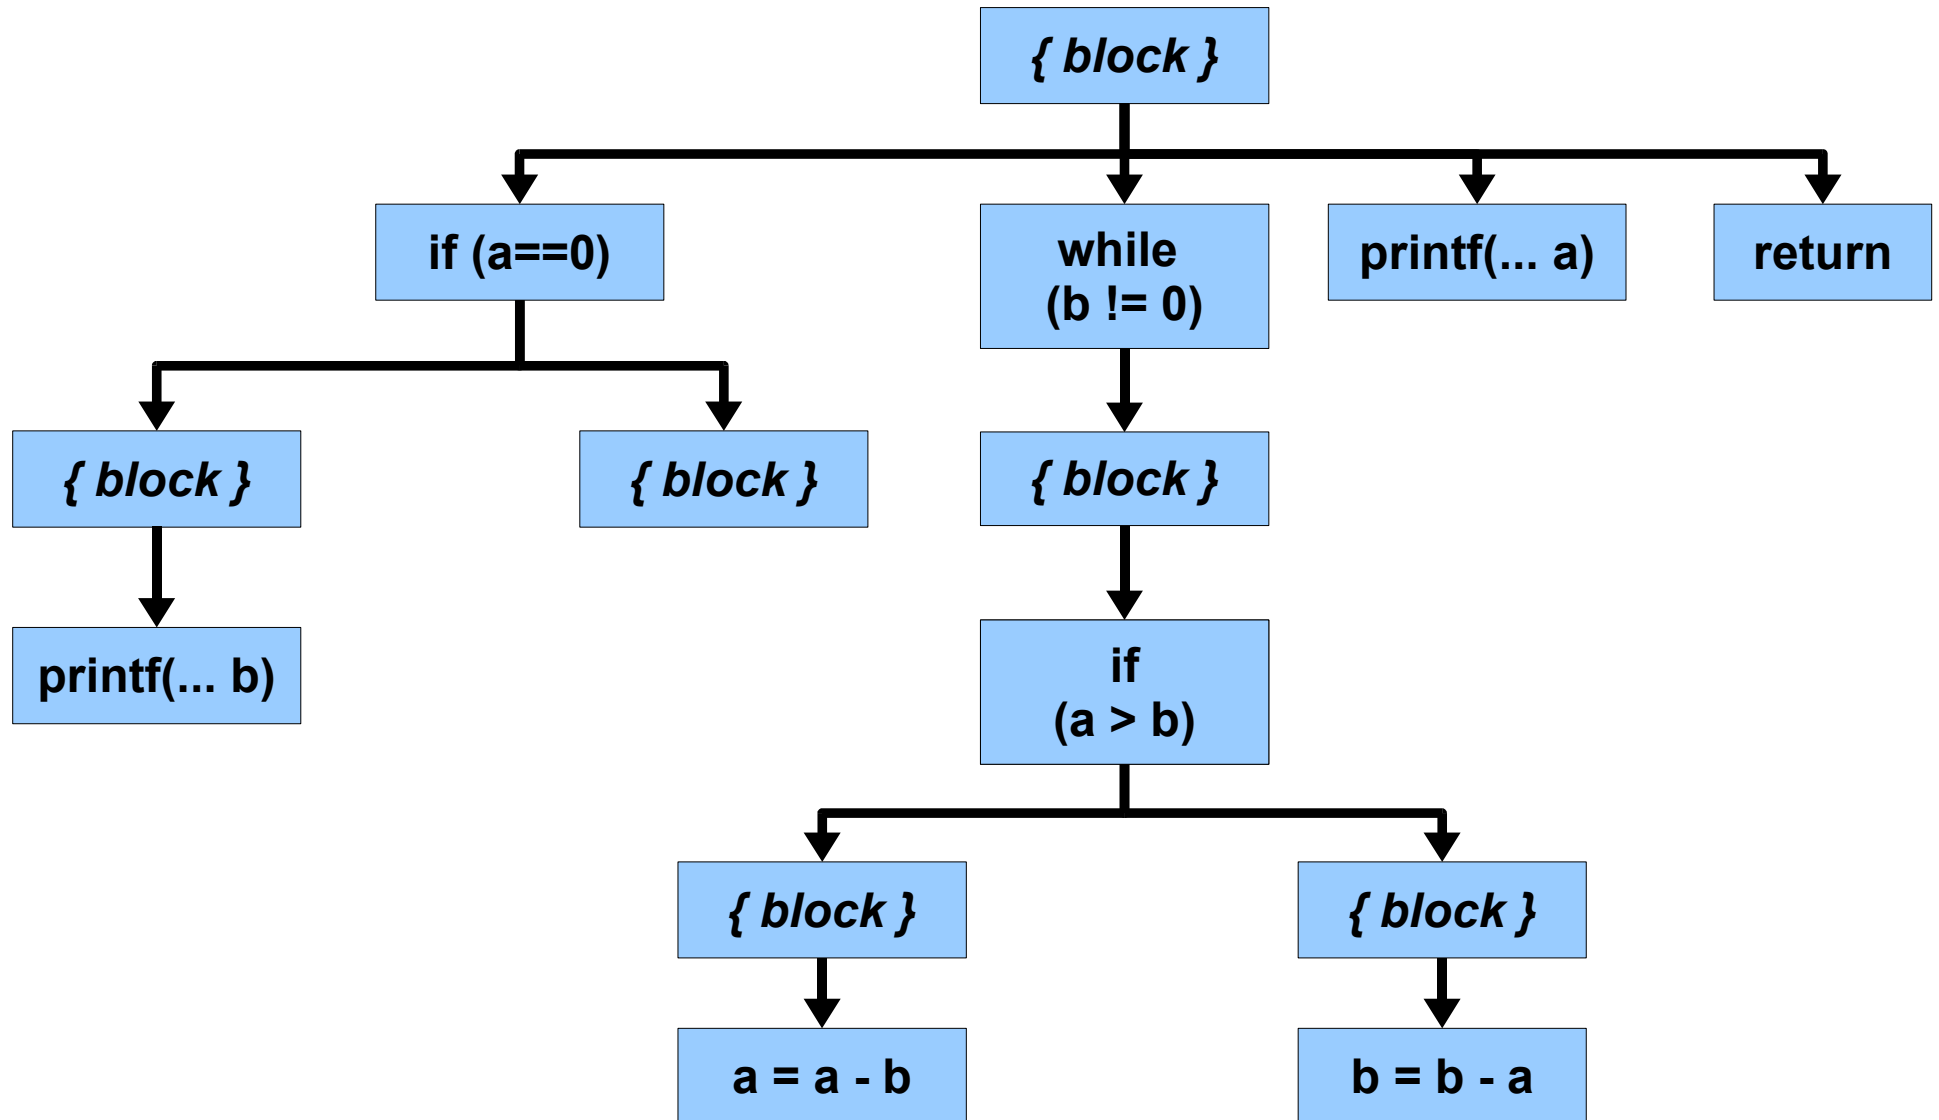 { block }
if (a==0)
while
(b != 0)
printf(... a)
return
{ block }
{ block }
{ block }
printf(... b)
if
(a > b)
{ block }
{ block }
a = a - b
b = b - a